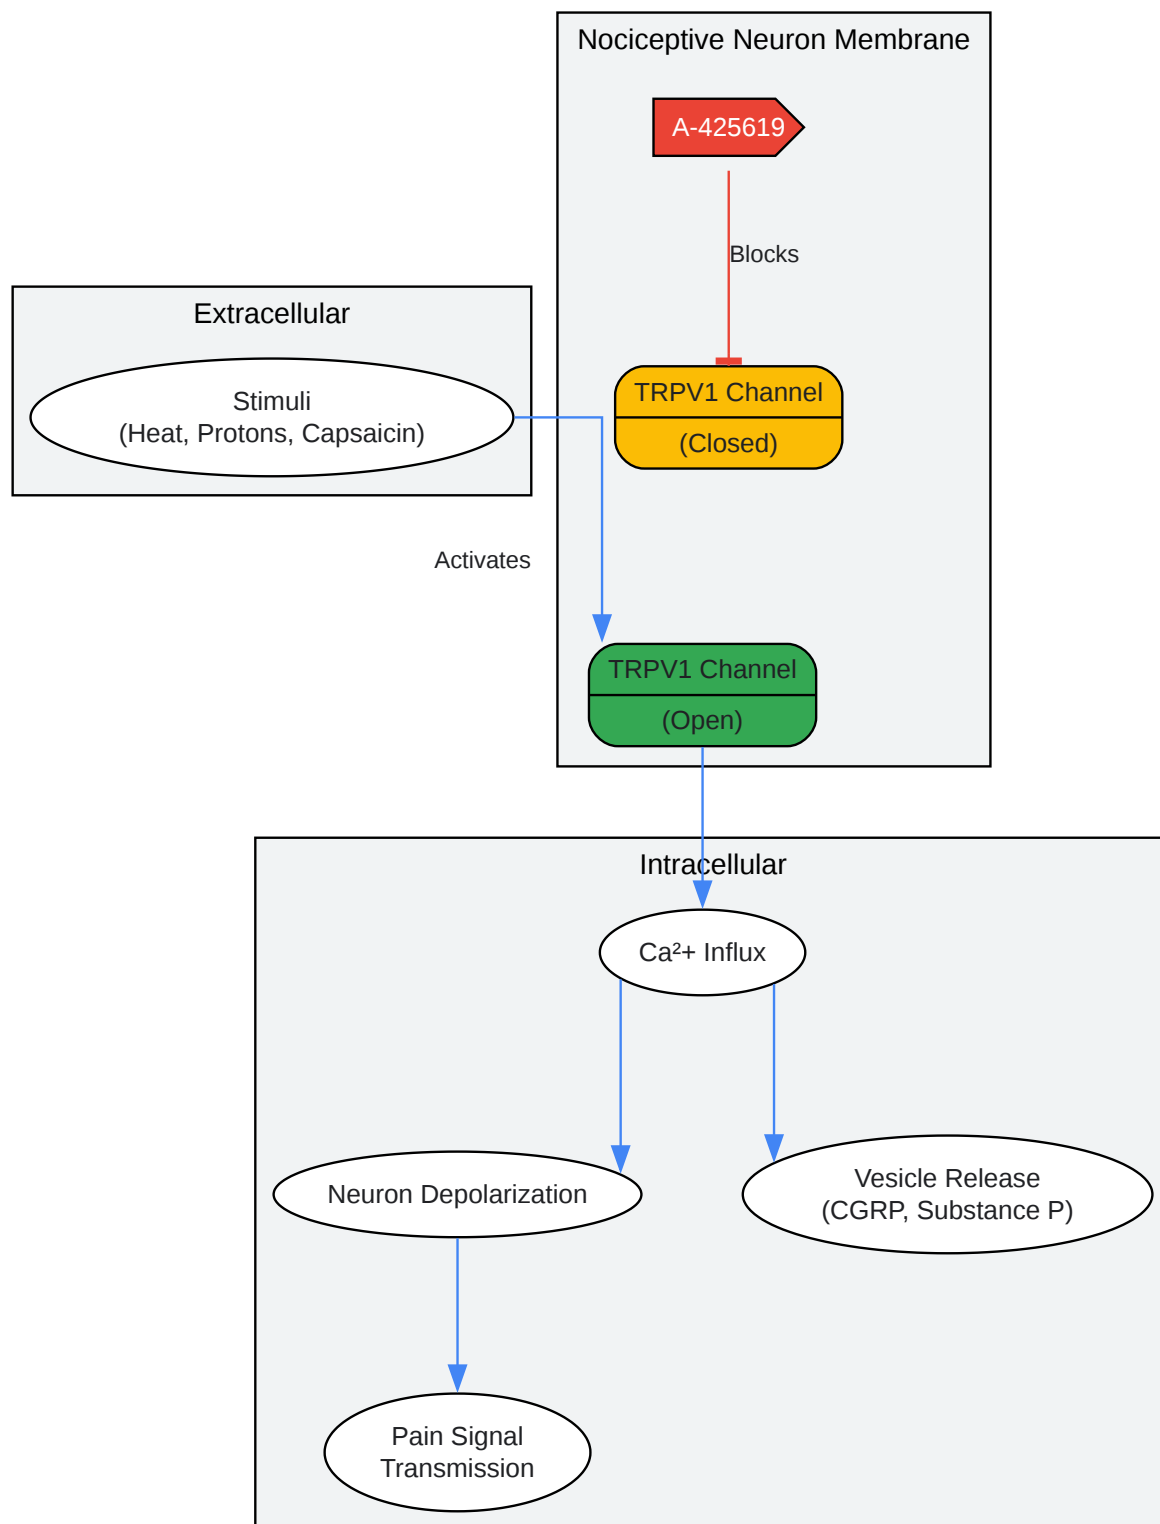 Nociceptive Neuron Membrane
A-425619
Blocks
Extracellular
Stimuli
(Heat, Protons, Capsaicin)
TRPV1 Channel
(Closed)
Activates
TRPV1 Channel
(Open)
Intracellular
Ca²+ Influx
Neuron Depolarization
Vesicle Release
(CGRP, Substance P)
Pain Signal
Transmission